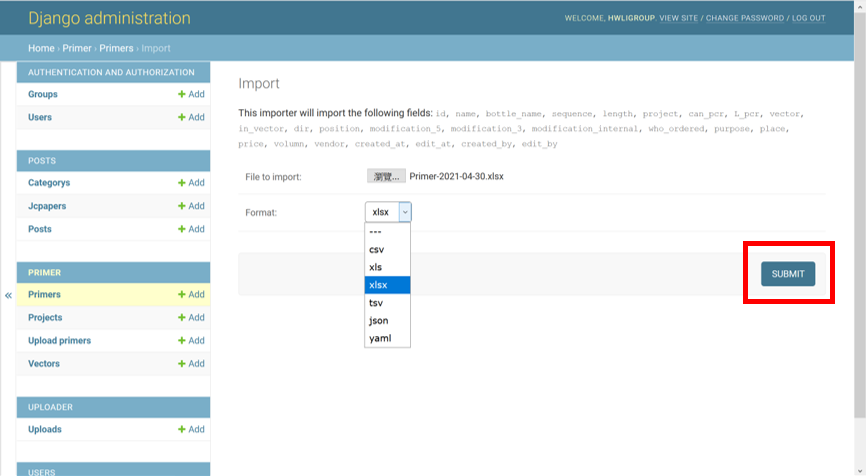 Django administration
WELCOME, HWLIGROUP. VIEW SITE / CHANGE PASSWORD / LOG OUT
Home › Primer › Primers › Import
AUTHENTICATION AND AUTHORIZATION
Groups + Add
Users + Add
POSTS
Categorys + Add
Jcpapers + Add
Posts + Add
PRIMER
Primers + Add
Projects + Add
Upload primers + Add
Vectors + Add
UPLOADER
Uploads + Add
USERS
«
Import
This importer will import the following fields: id, name, bottle_name, sequence, length, project, can_pcr, L_pcr, vector,
ln_vector, dir, position, modification_5, modification_3, modification_internal, who_ordered, purpose, place,
price, volumn, vendor, created_at, edit_at, created_by, edit_by
File to import: 瀏覽... Primer-2021-04-30.xlsx
Format: xlsx
---
csv
xls
xlsx
tsv
json
yaml
SUBMIT